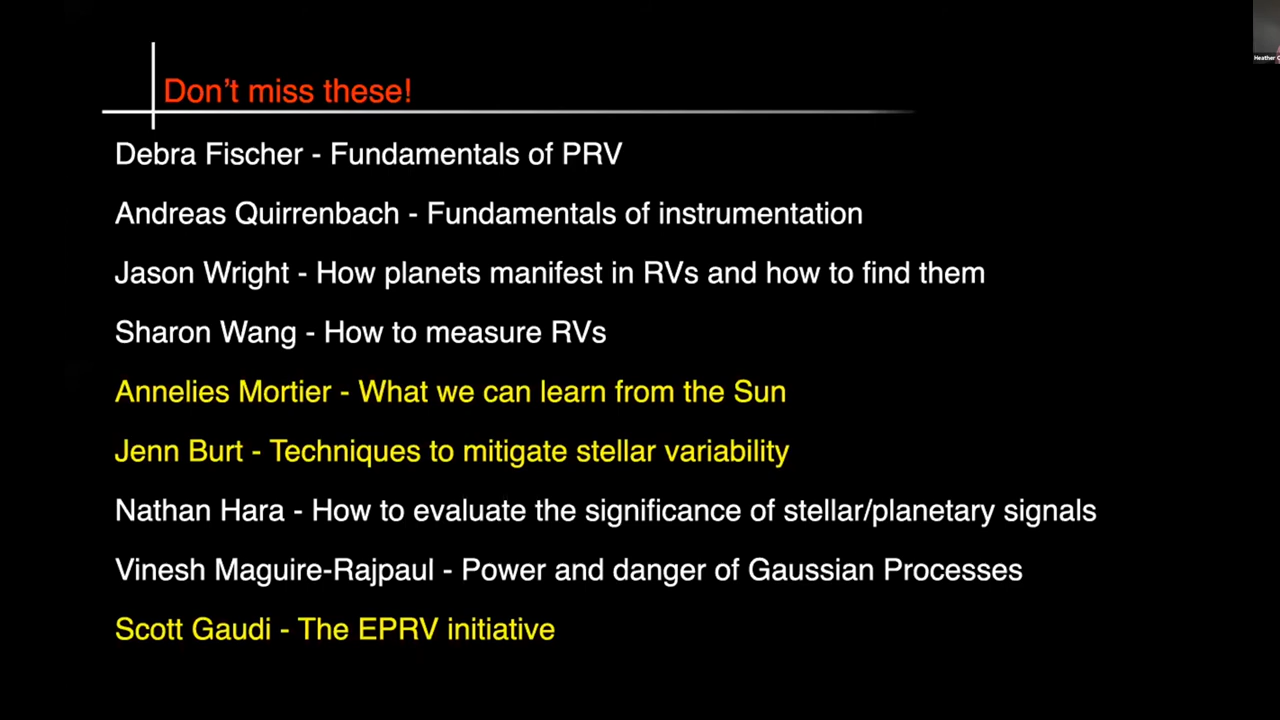 Heather
Don't miss these!
Debra Fischer - Fundamentals of PRV
Andreas Quirrenbach - Fundamentals of instrumentation
Jason Wright - How planets manifest in RVs and how to find them
Sharon Wang - How to measure RVs
Annelies Mortier - What we can learn from the Sun
Jenn Burt - Techniques to mitigate stellar variability
Nathan Hara - How to evaluate the significance of stellar/planetary signals
Vinesh Maguire-Rajpaul - Power and danger of Gaussian Processes
Scott Gaudi - The EPRV initiative